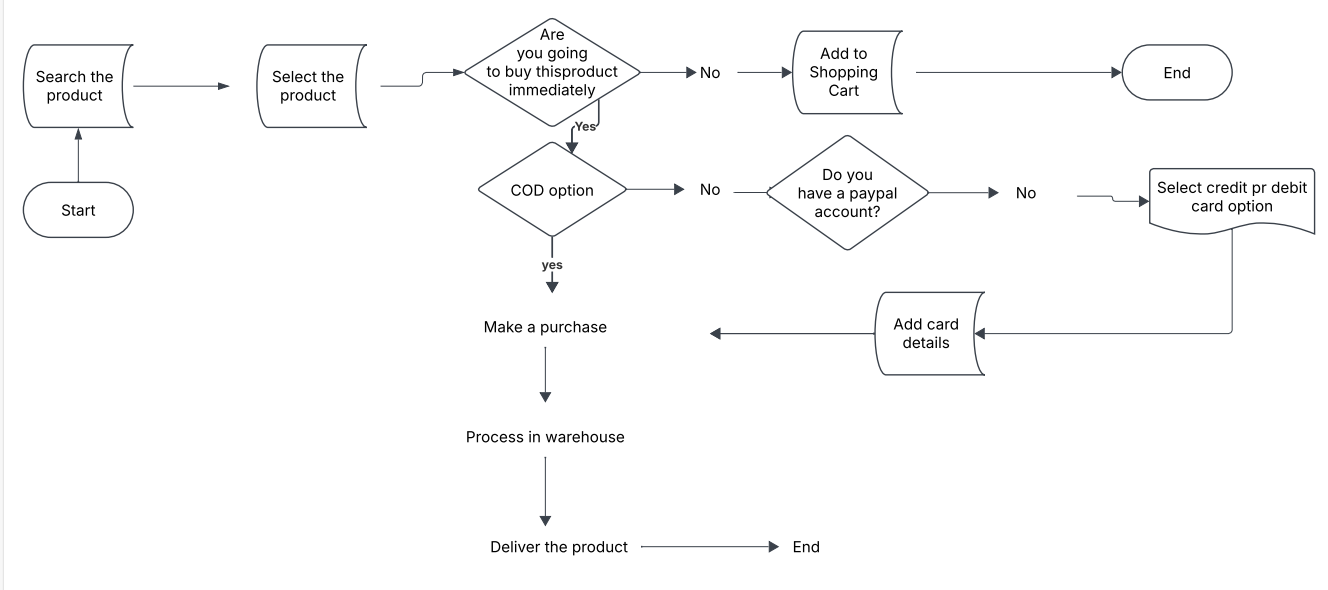 Search the
product
Select the
product
Are
you going
to buy thisproduct
immediately
No
Add to
Shopping
Cart
End
Yes
Start
COD option
No
Do you
have a paypal
account?
No
Select credit pr debit
card option
yes
Make a purchase
Add card
details
Process in warehouse
Deliver the product
End